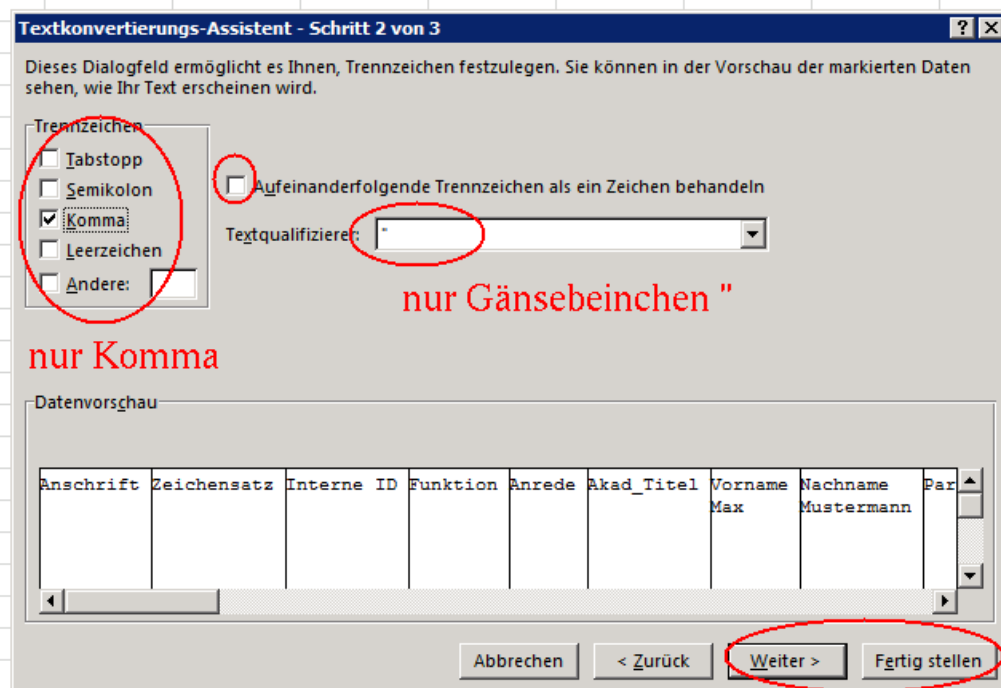 Textkonvertierungs-Assistent - Schritt 2 von 3
Dieses Dialogfeld ermöglicht es Ihnen, Trennzeichen festzulegen. Sie können in der Vorschau der markierten Daten
sehen, wie Ihr Text erscheinen wird.
Trennzeichen
Tabstopp
Semikolon
Komma
Leerzeichen
Andere:
Aufeinanderfolgende Trennzeichen als ein Zeichen behandeln
Textqualifizierer: "
nur Gänsebeinchen "
nur Komma
Datenvorschau
Anschrift Zeichensatz Interne ID Funktion Anrede Akad_Titel Vorname Nachname Par
Max Mustermann
Abbrechen < Zurück Weiter > Fertig stellen